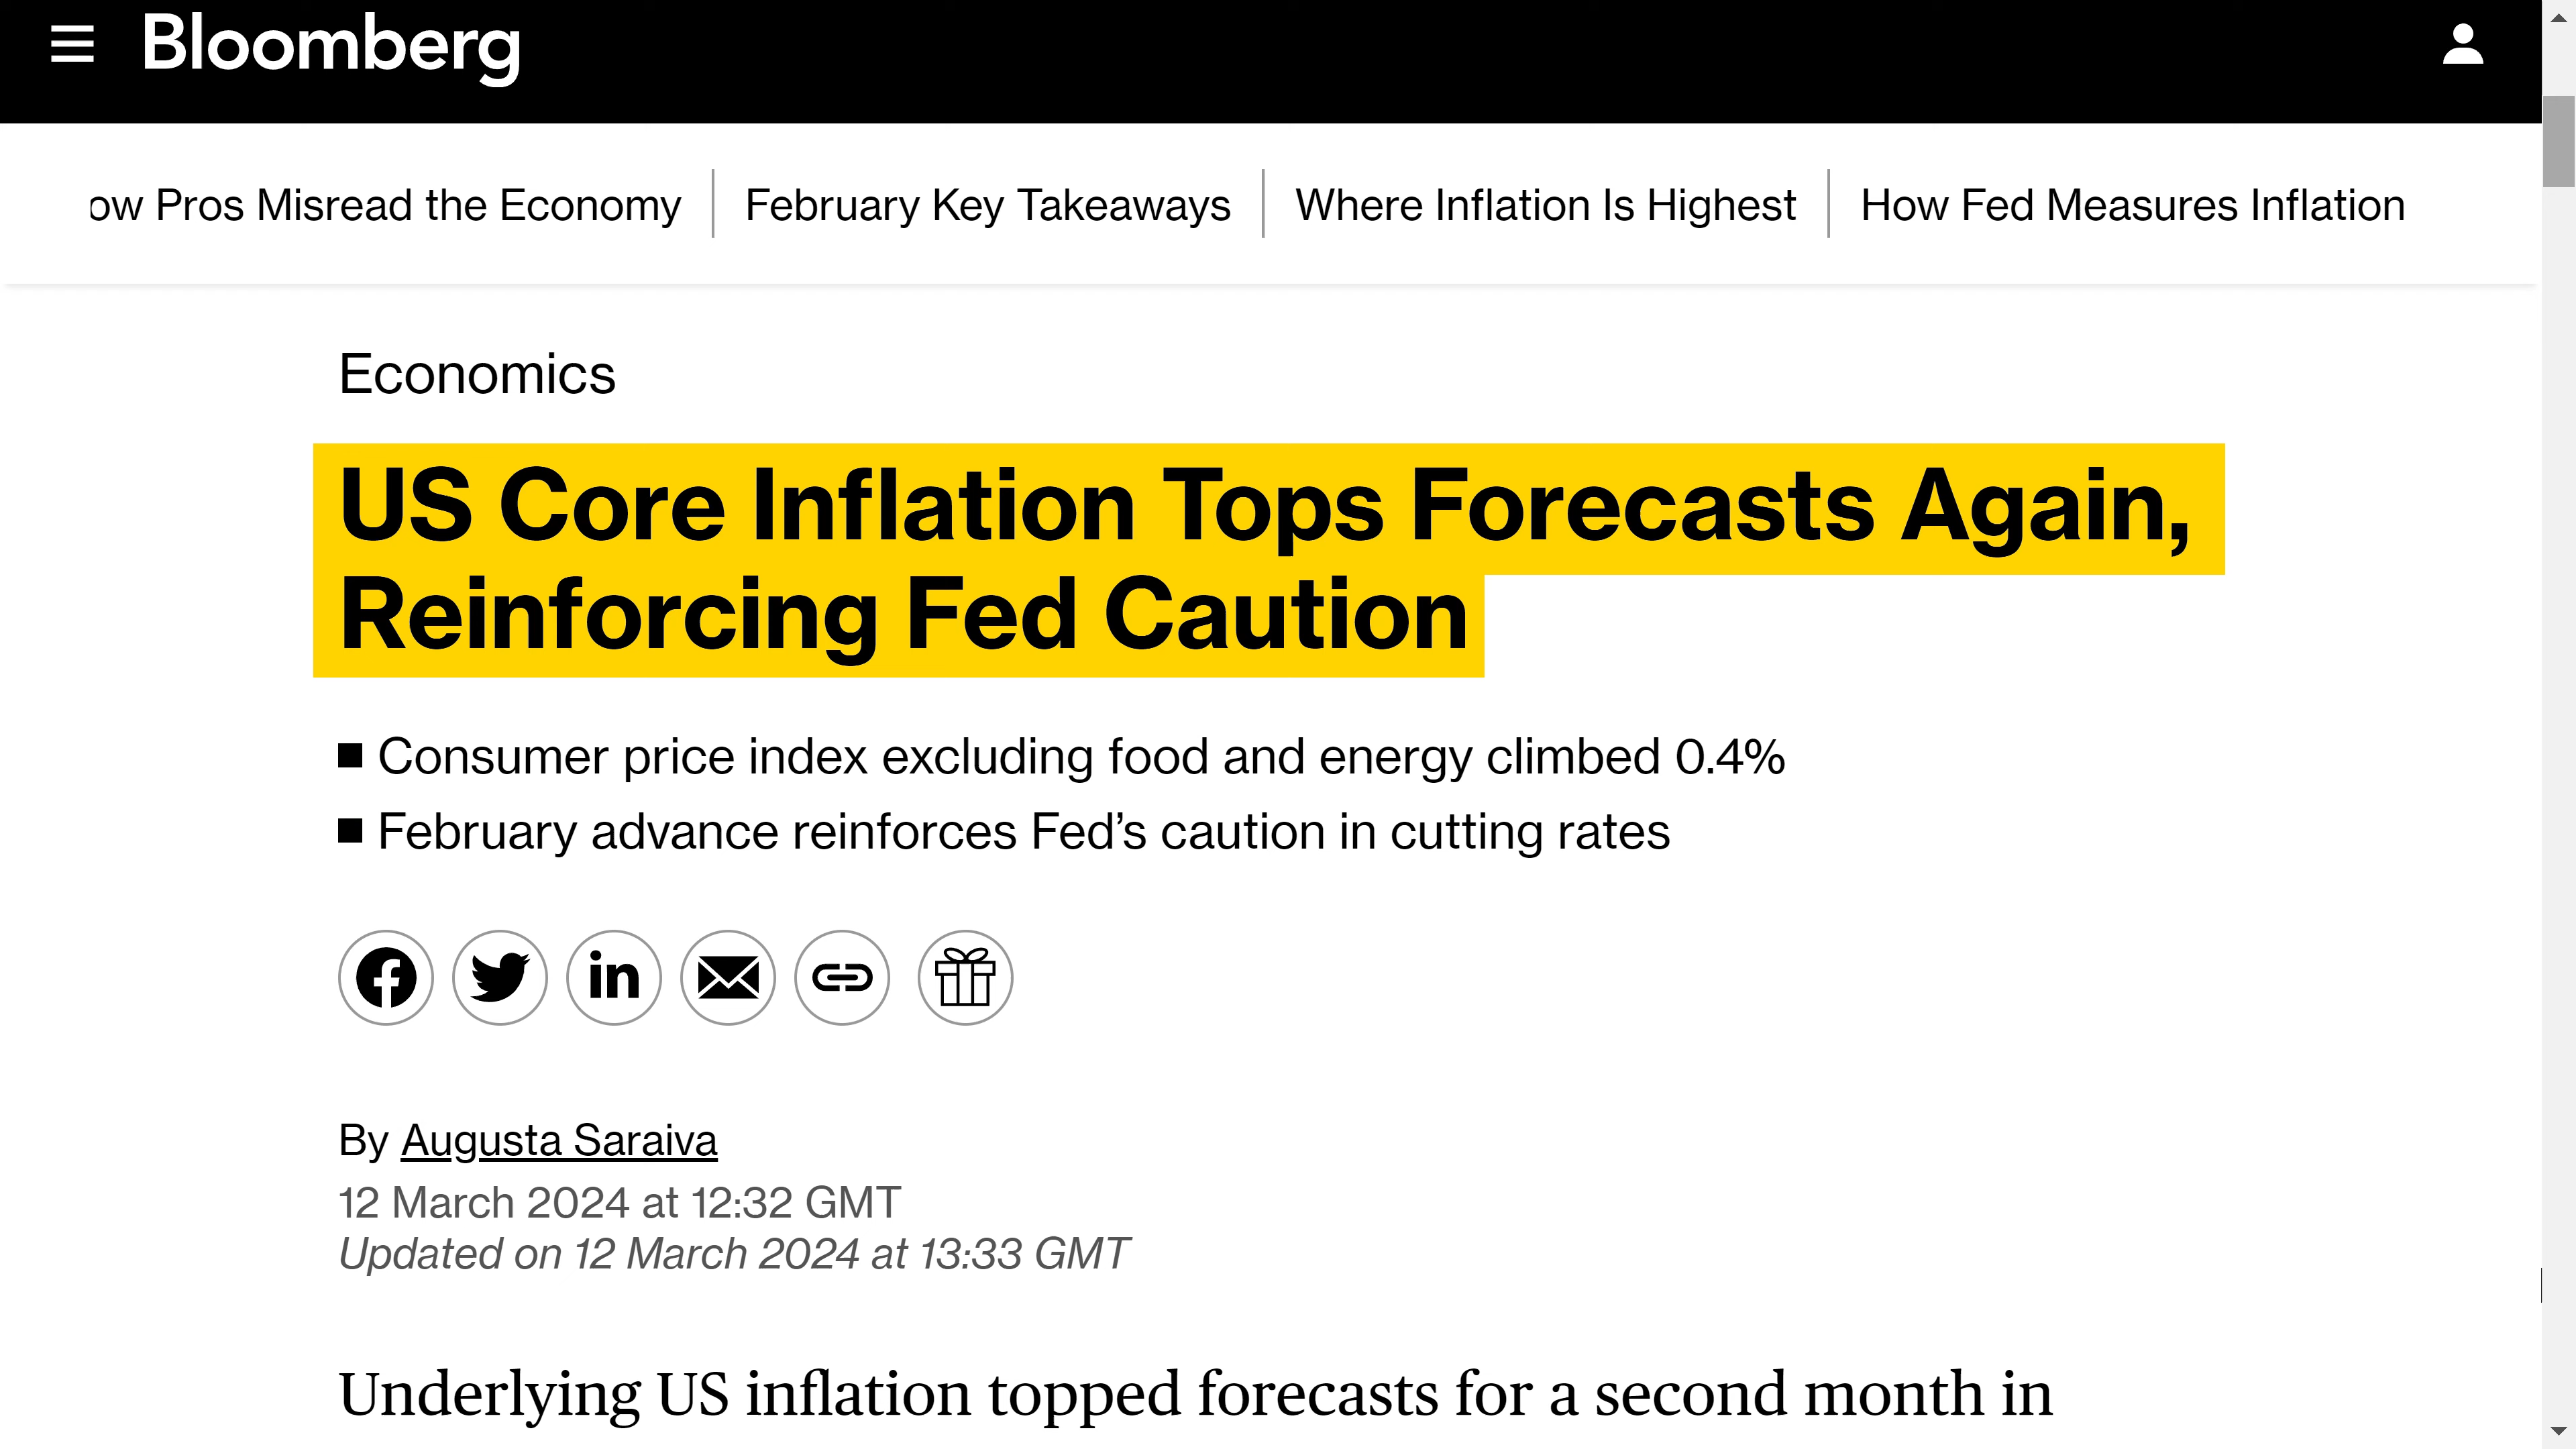 Bloomberg
ow Pros Misread the Economy
February Key Takeaways
Where Inflation Is Highest
How Fed Measures Inflation
Economics
US Core Inflation Tops Forecasts Again,
Reinforcing Fed Caution
Consumer price index excluding food and energy climbed 0.4%
February advance reinforces Fed’s caution in cutting rates
in
By Augusta Saraiva
12 March 2024 at 12:32 GMT
Updated on 12 March 2024 at 13:33 GMT
Underlying US inflation topped forecasts for a second month in